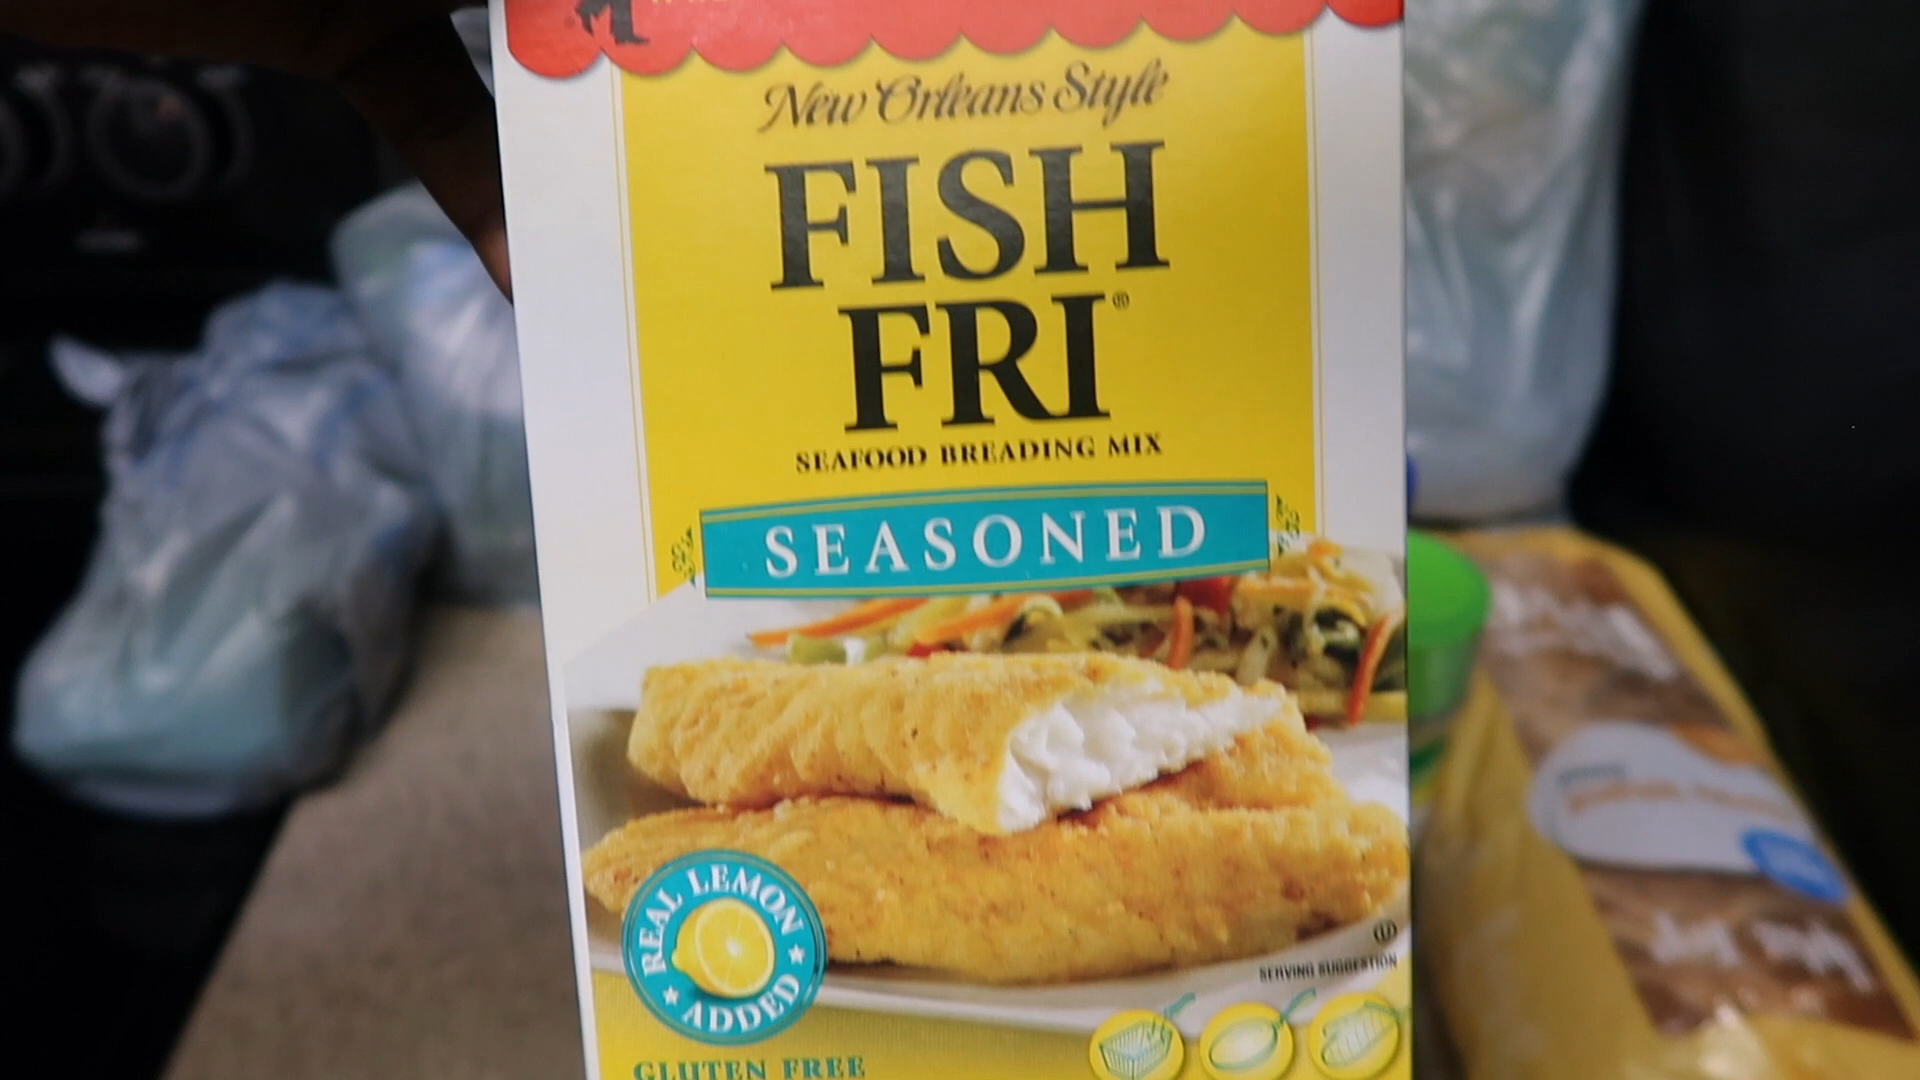 New Orleans Style
FISH
FRI®
SEAFOOD BREADING MIX
SEASONED
REAL LEMON
ADDED
SERVING SUGGESTION
GLUTEN FREE